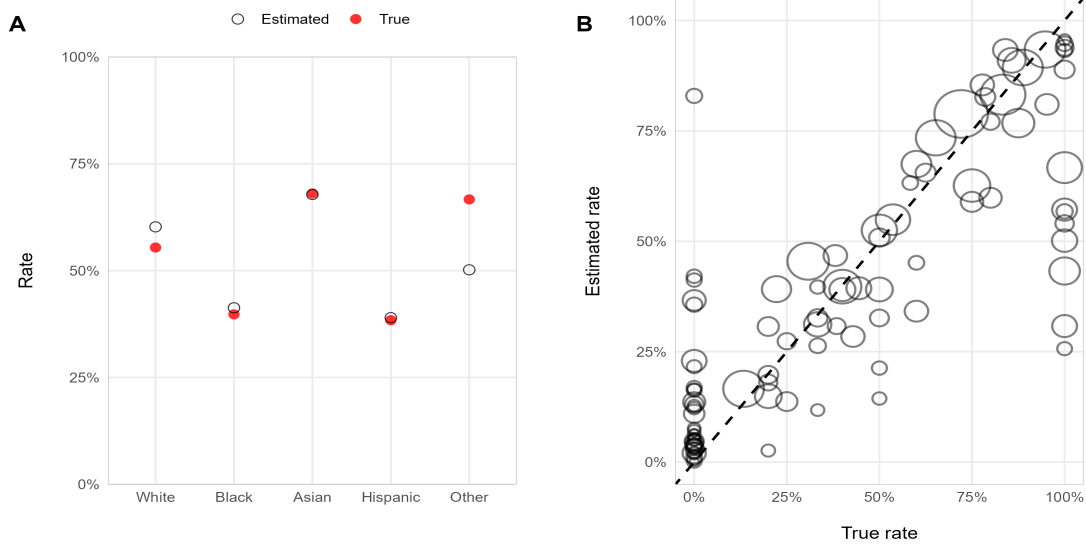 A
Estimated
True
100%
75%
50%
25%
0%
Rate
White
Black
Asian
Hispanic
Other
B
100%
75%
50%
25%
0%
Estimated rate
0%
25%
50%
75%
100%
True rate